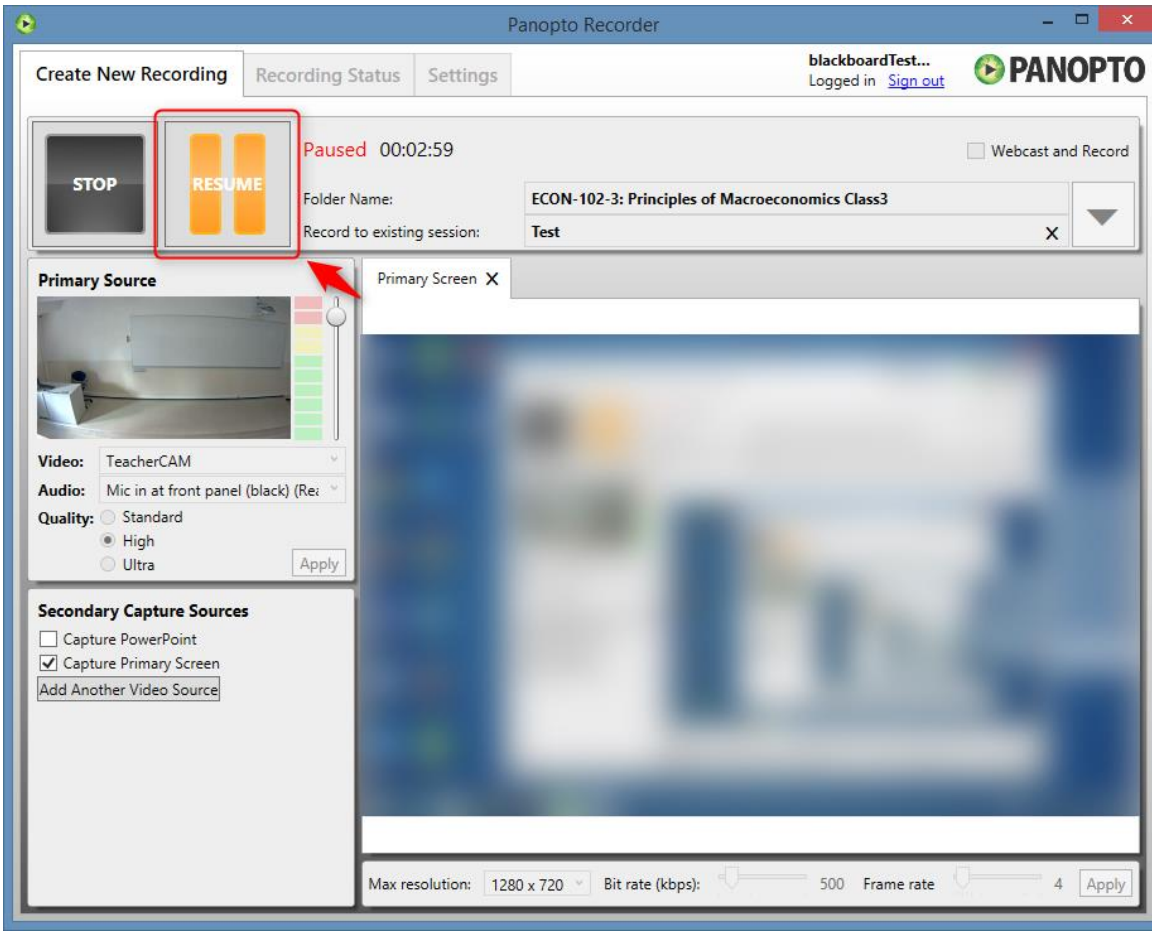 Panopto Recorder
Create New Recording Recording Status Settings
blackboardTest...
Logged in Sign out
PANOPTO
STOP
RESUME
Paused 00:02:59
Webcast and Record
Folder Name: ECON-102-3: Principles of Macroeconomics Class3
Record to existing session: Test X
Primary Source
Video: TeacherCAM
Audio: Mic in at front panel (black) (Rea
Quality: Standard
High
Ultra
Apply
Secondary Capture Sources
Capture PowerPoint
Capture Primary Screen
Add Another Video Source
Primary Screen X
Max resolution: 1280 x 720 Bit rate (kbps): 500 Frame rate 4 Apply